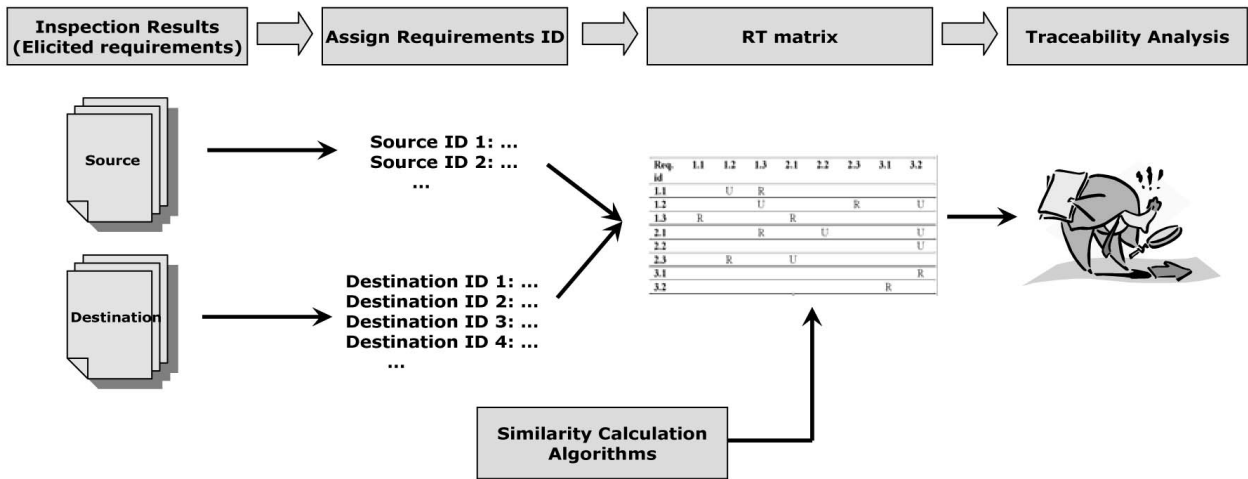 Inspection Results
(Elicited requirements)
Assign Requirements ID
RT matrix
Traceability Analysis
Source
Source ID 1: ...
Source ID 2: ...
...
Destination
Destination ID 1: ...
Destination ID 2: ...
Destination ID 3: ...
Destination ID 4: ...
...
Req. id 1.1 1.2 1.3 2.1 2.2 2.3 3.1 3.2
1.1 U R
1.2 U R U
1.3 R R
2.1 R U U
2.2 U
2.3 R U
3.1 R
3.2 R
!!!
Similarity Calculation
Algorithms